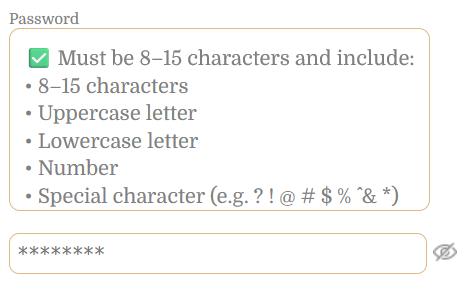 Password
✅ Must be 8–15 characters and include:
• 8–15 characters
• Uppercase letter
• Lowercase letter
• Number
• Special character (e.g. ? ! @ # $ % ^ & *)
********